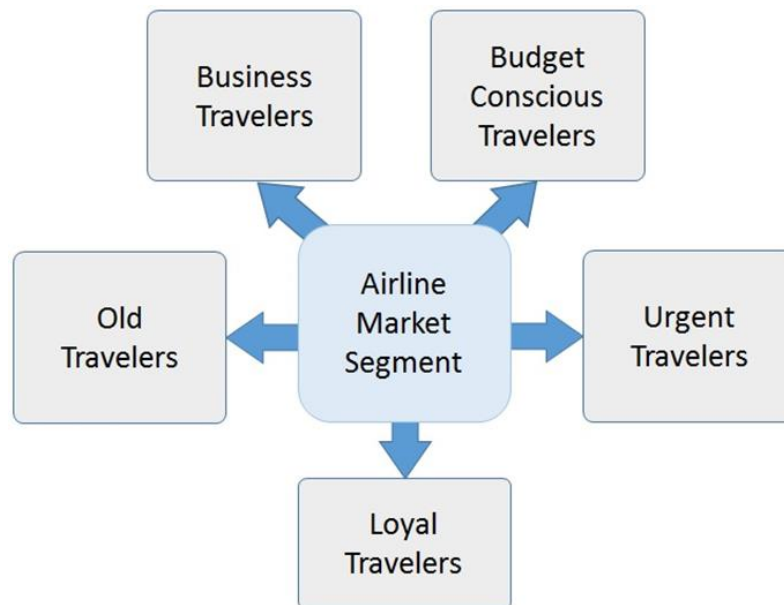 Business
Travelers
Budget
Conscious
Travelers
Old
Travelers
Airline
Market
Segment
Urgent
Travelers
Loyal
Travelers